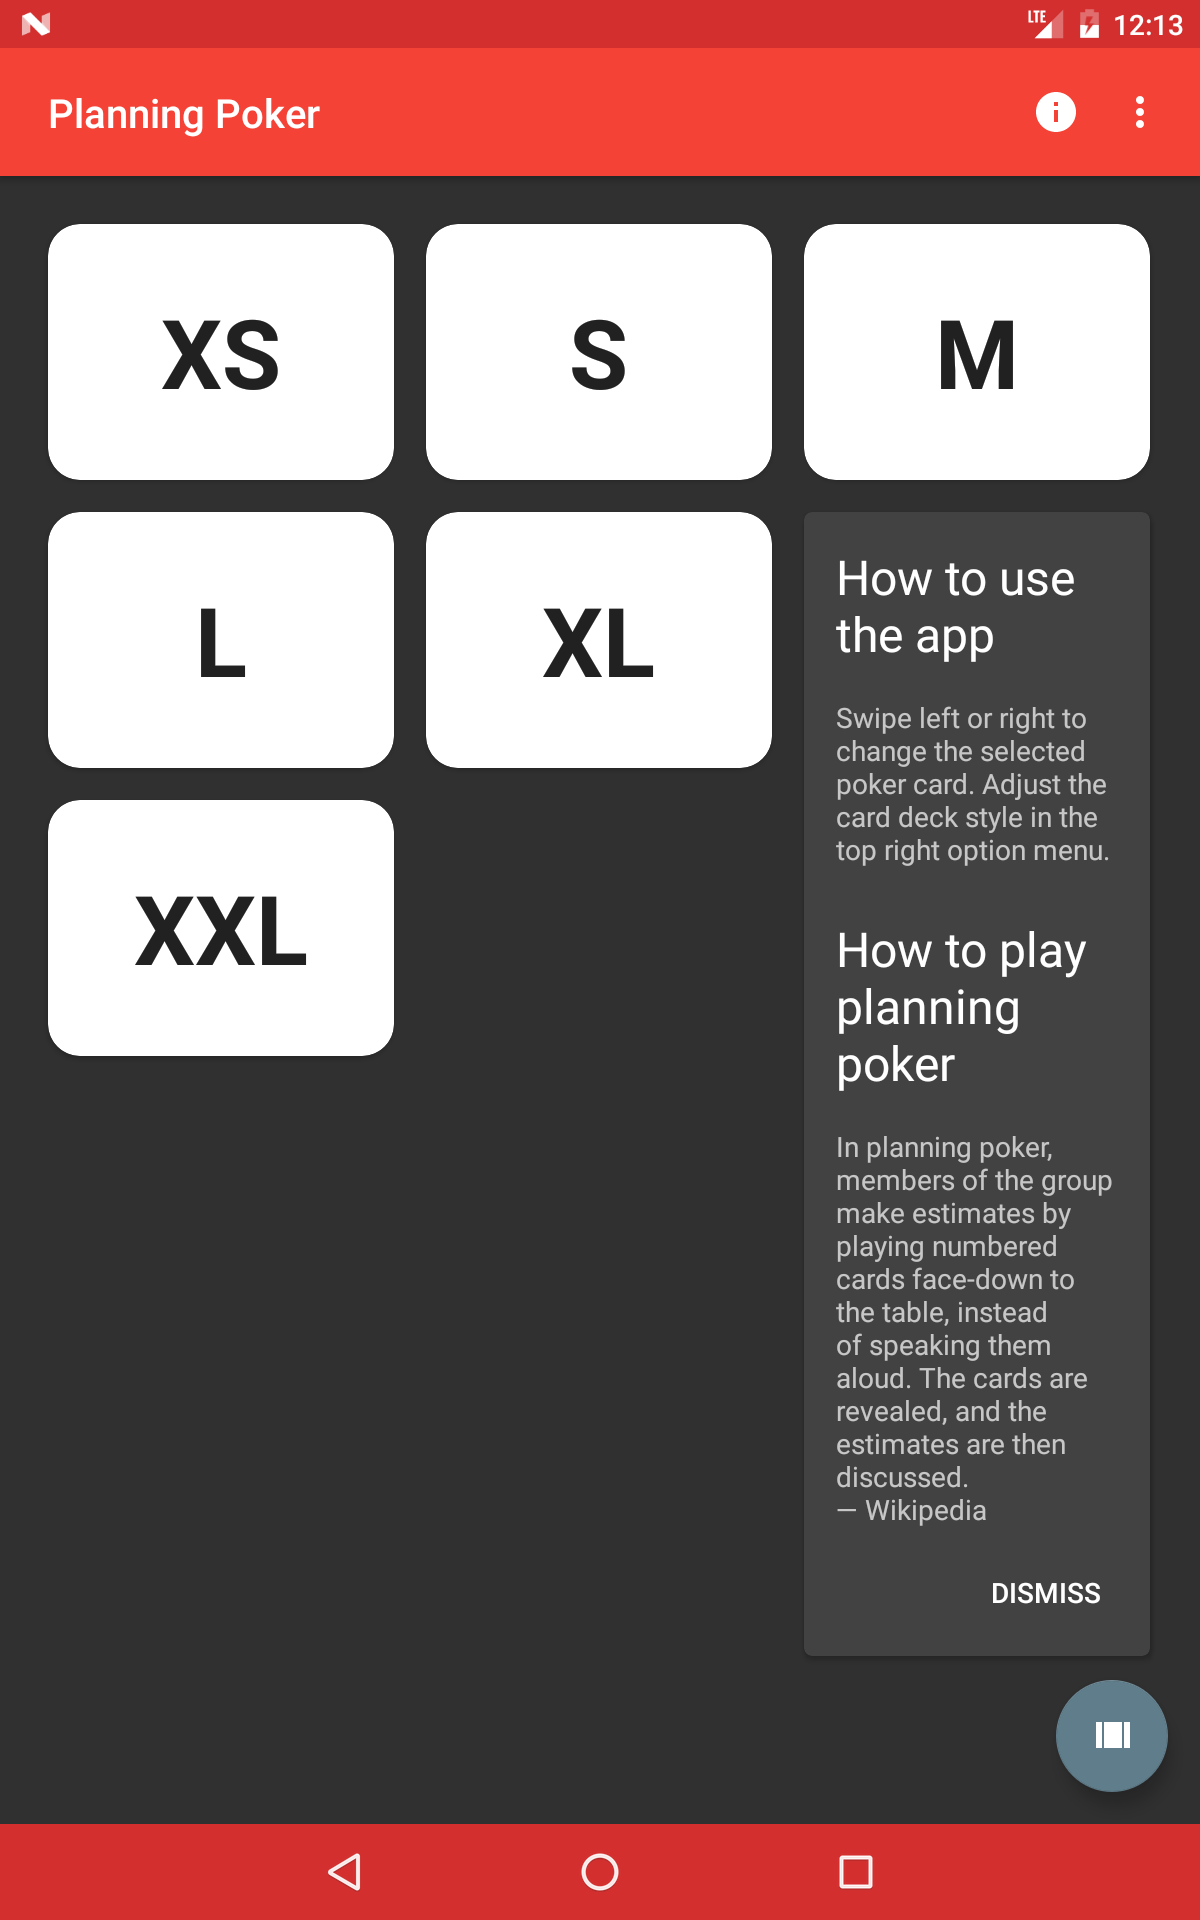 LTE 12:13
Planning Poker
XS
S
M
L
XL
XXL
How to use
the app
Swipe left or right to
change the selected
poker card. Adjust the
card deck style in the
top right option menu.
How to play
planning
poker
In planning poker,
members of the group
make estimates by
playing numbered
cards face-down to
the table, instead
of speaking them
aloud. The cards are
revealed, and the
estimates are then
discussed.
— Wikipedia
DISMISS